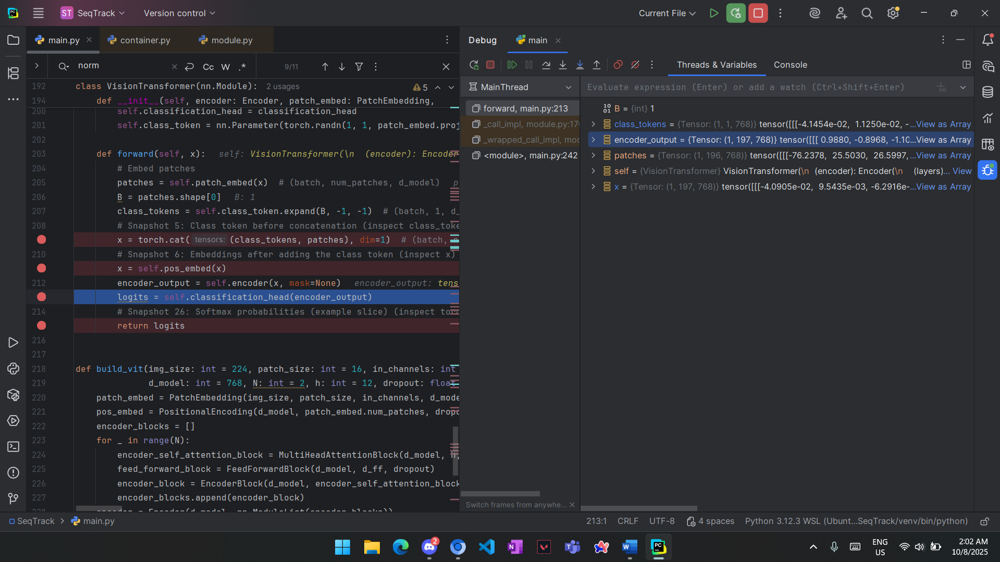 ST SeqTrack Version control Current File
main.py container.py module.py
norm Cc W .* 9/11
192 class VisionTransformer(nn.Module): 2 usages 5
194 def __init__(self, encoder: Encoder, patch_embed: PatchEmbedding,
200 self.classification_head = classification_head
201 self.class_token = nn.Parameter(torch.randn(1, 1, patch_embed.proj
202
203 def forward(self, x): self: VisionTransformer(\n (encoder): Encoder
204 # Embed patches
205 patches = self.patch_embed(x) # (batch, num_patches, d_model) p
206 B = patches.shape[0] B: 1
207 class_tokens = self.class_token.expand(B, -1, -1) # (batch, 1, d_
208 # Snapshot 5: Class token before concatenation (inspect class_toke
x = torch.cat( tensors: (class_tokens, patches), dim=1) # (batch, n
210 # Snapshot 6: Embeddings after adding the class token (inspect x)
x = self.pos_embed(x)
212 encoder_output = self.encoder(x, mask=None) encoder_output: tens
logits = self.classification_head(encoder_output)
214 # Snapshot 26: Softmax probabilities (example slice) (inspect torc
return logits
216
217
218 def build_vit(img_size: int = 224, patch_size: int = 16, in_channels: int
219 d_model: int = 768, N: int = 2, h: int = 12, dropout: float
220 patch_embed = PatchEmbedding(img_size, patch_size, in_channels, d_mode
221 pos_embed = PositionalEncoding(d_model, patch_embed.num_patches, dropo
222 encoder_blocks = []
223 for _ in range(N):
224 encoder_self_attention_block = MultiHeadAttentionBlock(d_model, h,
225 feed_forward_block = FeedForwardBlock(d_model, d_ff, dropout)
226 encoder_block = EncoderBlock(d_model, encoder_self_attention_block
227 encoder_blocks.append(encoder_block)
228 encoder = Encoder(d_model, nn.ModuleList(encoder_blocks))
Debug main
Threads & Variables Console
MainThread
forward, main.py:213
_call_impl, module.py:17
_wrapped_call_impl, mod
<module>, main.py:242
Switch frames from anywhe...
Evaluate expression (Enter) or add a watch (Ctrl+Shift+Enter)
B = {int} 1
class_tokens = {Tensor: (1, 1, 768)} tensor([[[-4.1454e-02, 1.1250e-02, -...View as Array
encoder_output = {Tensor: (1, 197, 768)} tensor([[[ 0.9880, -0.8968, -1.10...View as Array
patches = {Tensor: (1, 196, 768)} tensor([[[-76.2378, 25.5030, 26.5997,...View as Array
self = {VisionTransformer} VisionTransformer(\n (encoder): Encoder(\n (layers)... View
x = {Tensor: (1, 197, 768)} tensor([[[-4.0905e-02, 9.5435e-03, -6.2916e-...View as Array
SeqTrack main.py 213:1 CRLF UTF-8 4 spaces Python 3.12.3 WSL (Ubunt...SeqTrack/venv/bin/python)
2
ENG
US
2:02 AM
10/8/2025